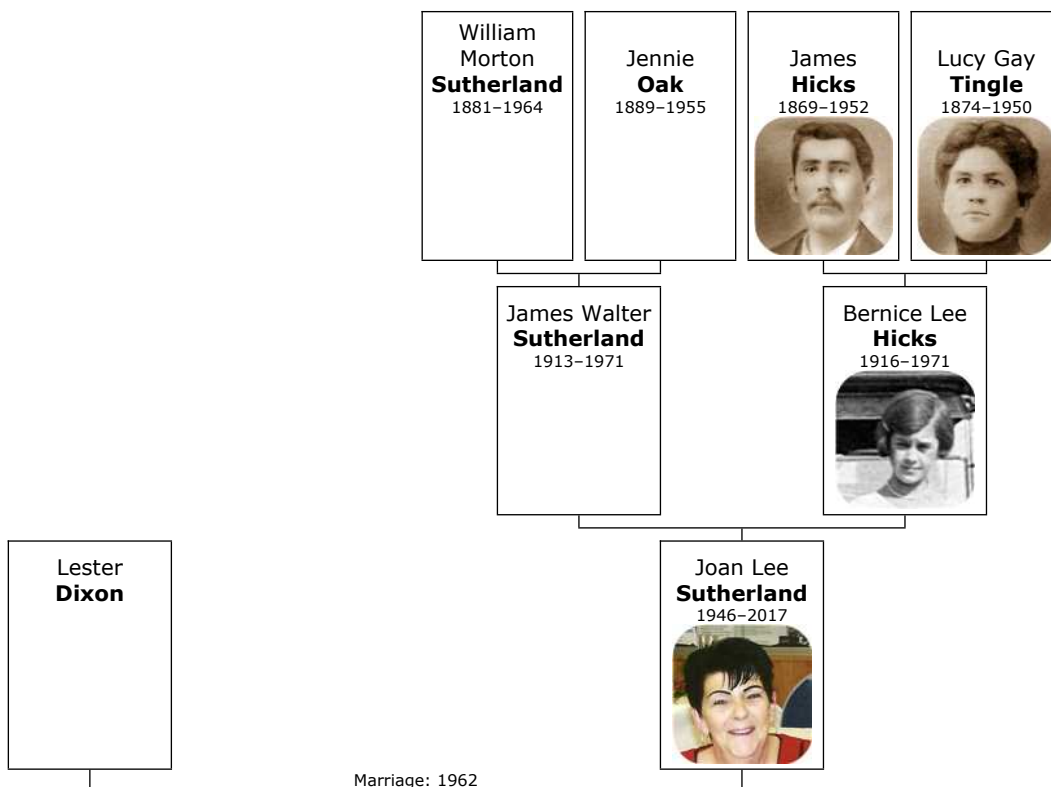 William
Morton
Sutherland
1881–1964
Jennie
Oak
1889–1955
James
Hicks
1869–1952
Lucy Gay
Tingle
1874–1950
James Walter
Sutherland
1913–1971
Bernice Lee
Hicks
1916–1971
Lester
Dixon
Joan Lee
Sutherland
1946–2017
Marriage: 1962